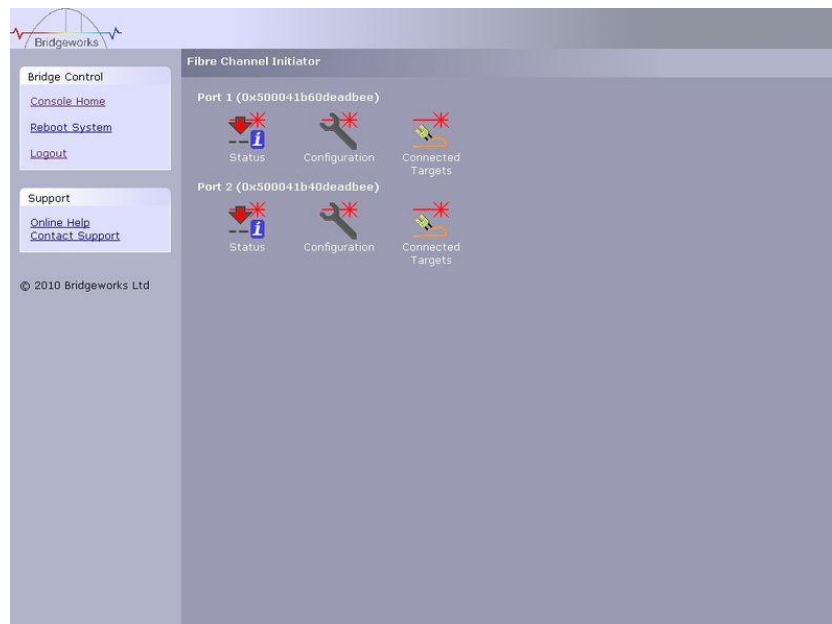 Bridgeworks
Fibre Channel Initiator
Bridge Control
Console Home
Reboot System
Logout
Support
Online Help
Contact Support
© 2010 Bridgeworks Ltd
Port 1 (0x500041b60deadbee)
Status
Configuration
Connected
Targets
Port 2 (0x500041b40deadbee)
Status
Configuration
Connected
Targets